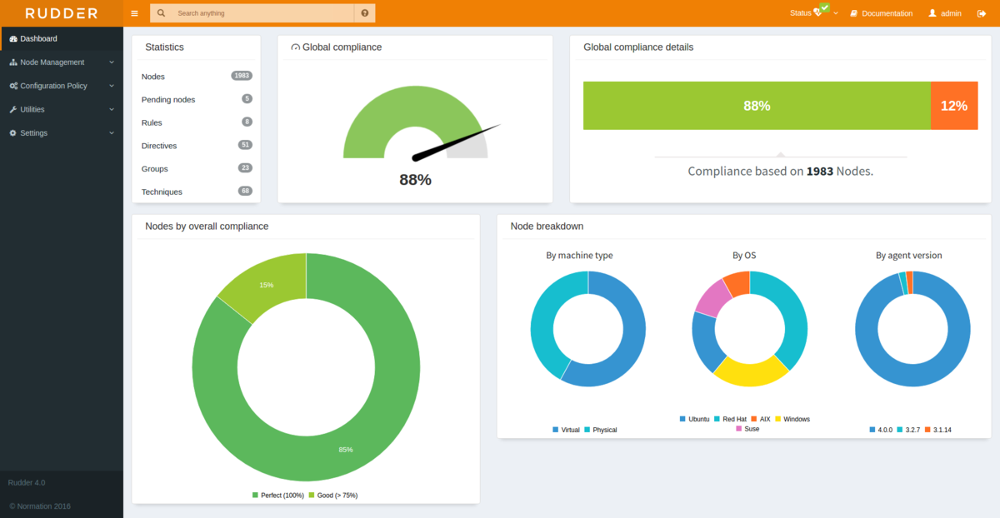 RUDDER
Search anything
Status
Documentation
admin
Dashboard
Node Management
Configuration Policy
Utilities
Settings
Rudder 4.0
© Normation 2016
Statistics
Nodes 1983
Pending nodes 5
Rules 8
Directives 51
Groups 23
Techniques 68
Global compliance
88%
Global compliance details
88% 12%
Compliance based on 1983 Nodes.
Nodes by overall compliance
15%
85%
Perfect (100%) Good (> 75%)
Node breakdown
By machine type
Virtual Physical
By OS
Ubuntu Red Hat AIX Windows
Suse
By agent version
4.0.0 3.2.7 3.1.14